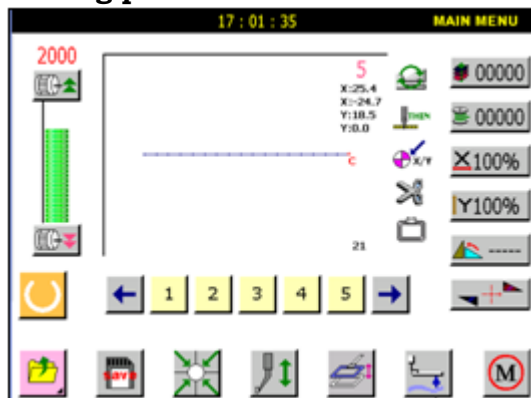 17 : 01 : 35
MAIN MENU
2000
5
X:25.4
X:-24.7
Y:18.5
Y:0.0
C
21
THEN
X/Y
00000
00000
X100%
Y100%
-----
1 2 3 4 5
save
M